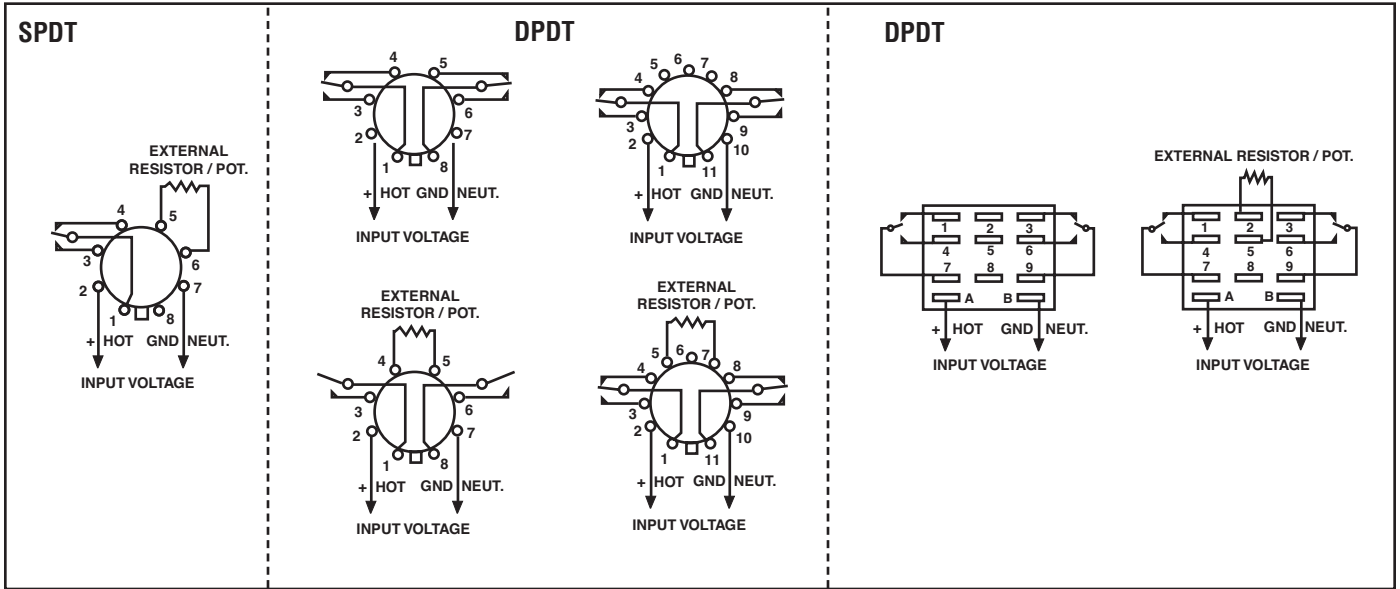 SPDT
EXTERNAL
RESISTOR / POT.
4
5
3
6
2
7
1
8
+ HOT GND NEUT.
INPUT VOLTAGE
DPDT
4
5
3
6
2
7
1
8
+ HOT GND NEUT.
INPUT VOLTAGE
6
5
7
4
8
3
9
2
10
1
11
+ HOT GND NEUT.
INPUT VOLTAGE
EXTERNAL
RESISTOR / POT.
4
5
3
6
2
7
1
8
+ HOT GND NEUT.
INPUT VOLTAGE
EXTERNAL
RESISTOR / POT.
6
5
7
4
8
3
9
2
10
1
11
+ HOT GND NEUT.
INPUT VOLTAGE
DPDT
1 2 3
4 5 6
7 8 9
A B
+ HOT GND NEUT.
INPUT VOLTAGE
EXTERNAL RESISTOR / POT.
1 2 3
4 5 6
7 8 9
A B
+ HOT GND NEUT.
INPUT VOLTAGE